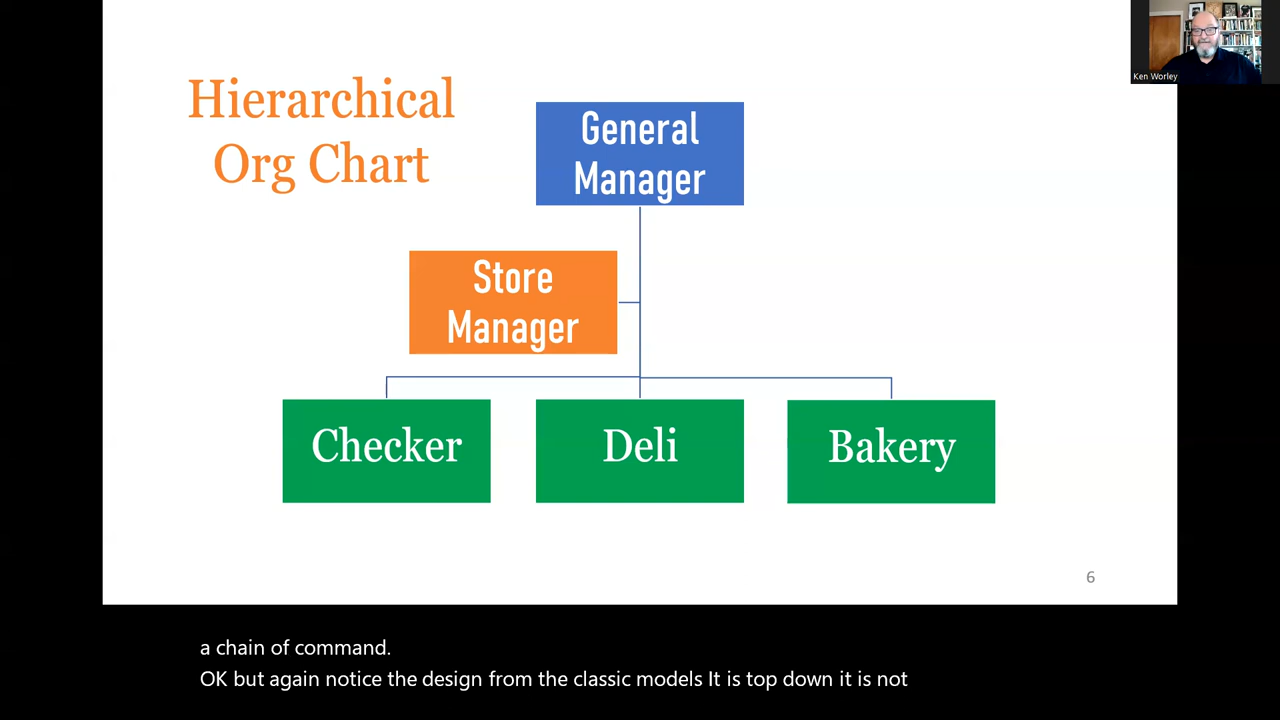 Hierarchical
Org Chart
General
Manager
Store
Manager
Checker
Deli
Bakery
6
Ken Worley
a chain of command.
OK but again notice the design from the classic models It is top down it is not